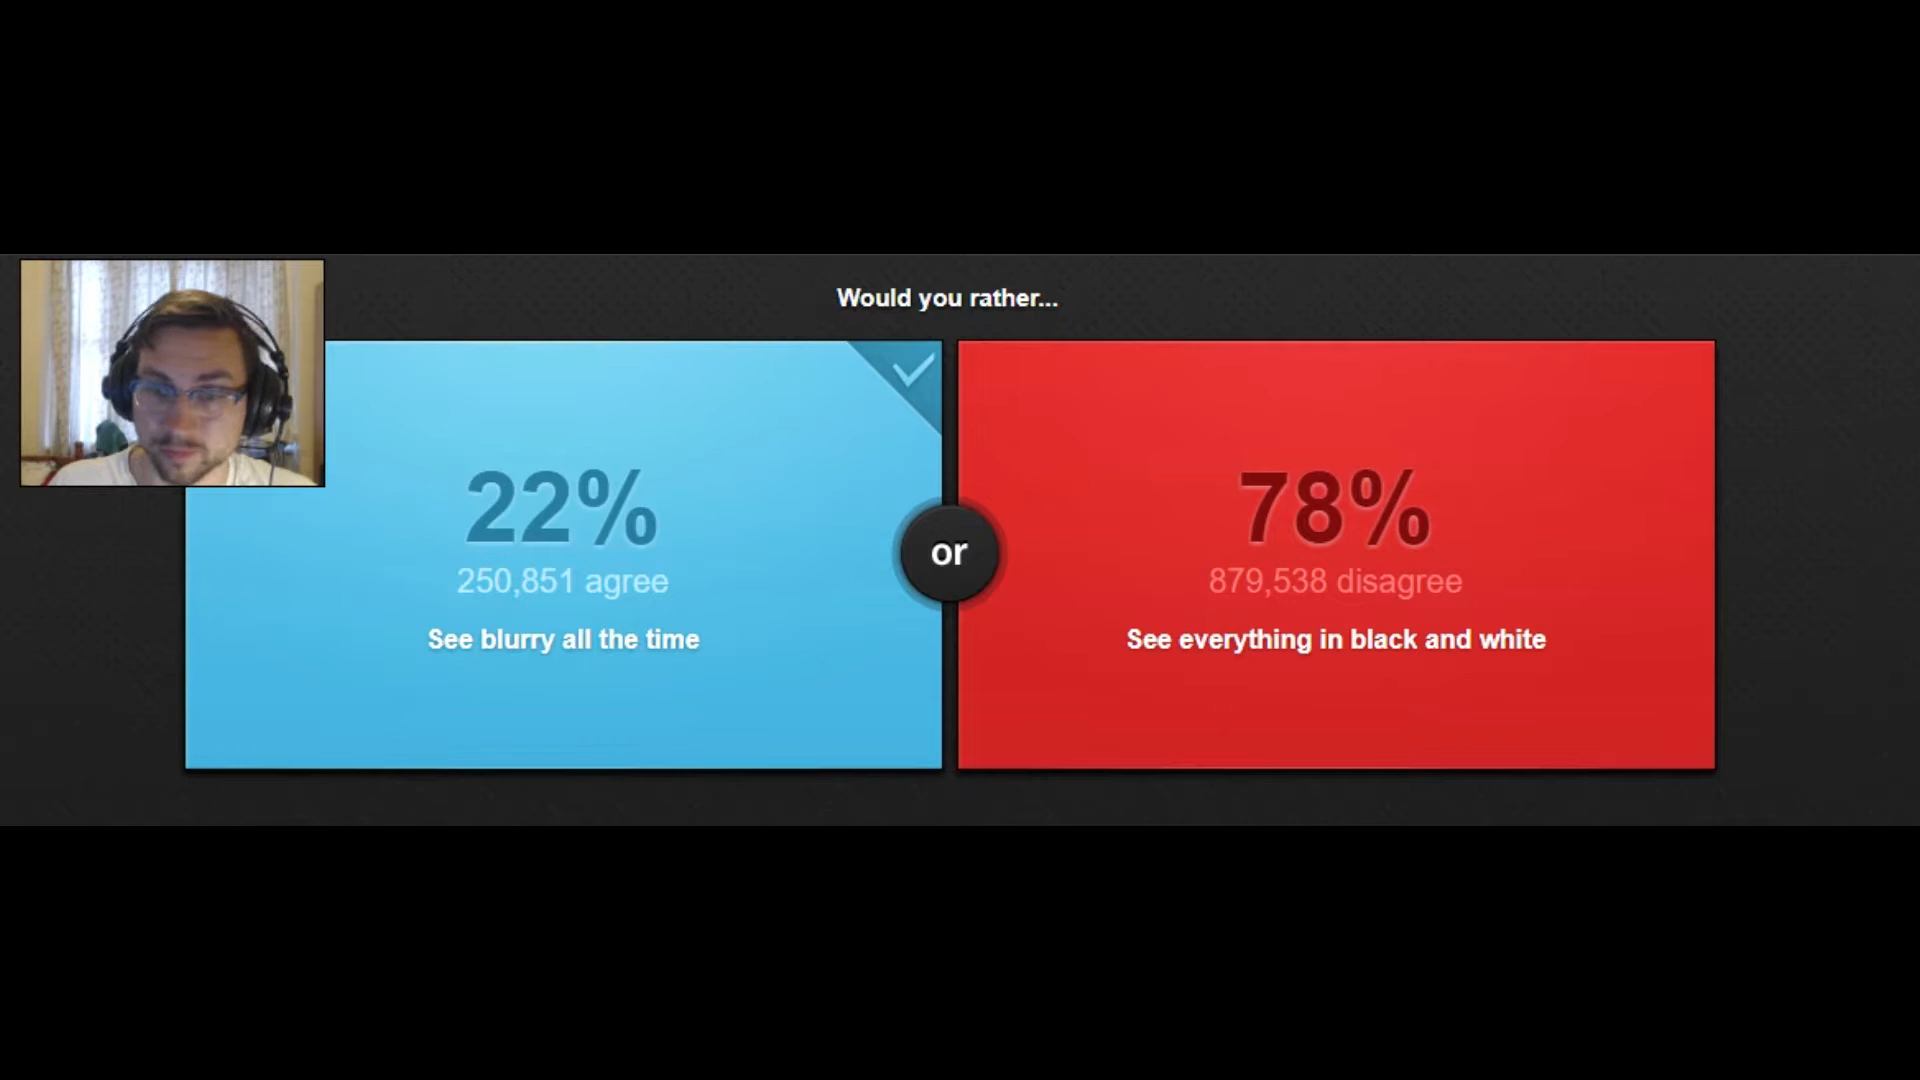 Would you rather...
22%
250,851 agree
See blurry all the time
or
78%
879,538 disagree
See everything in black and white